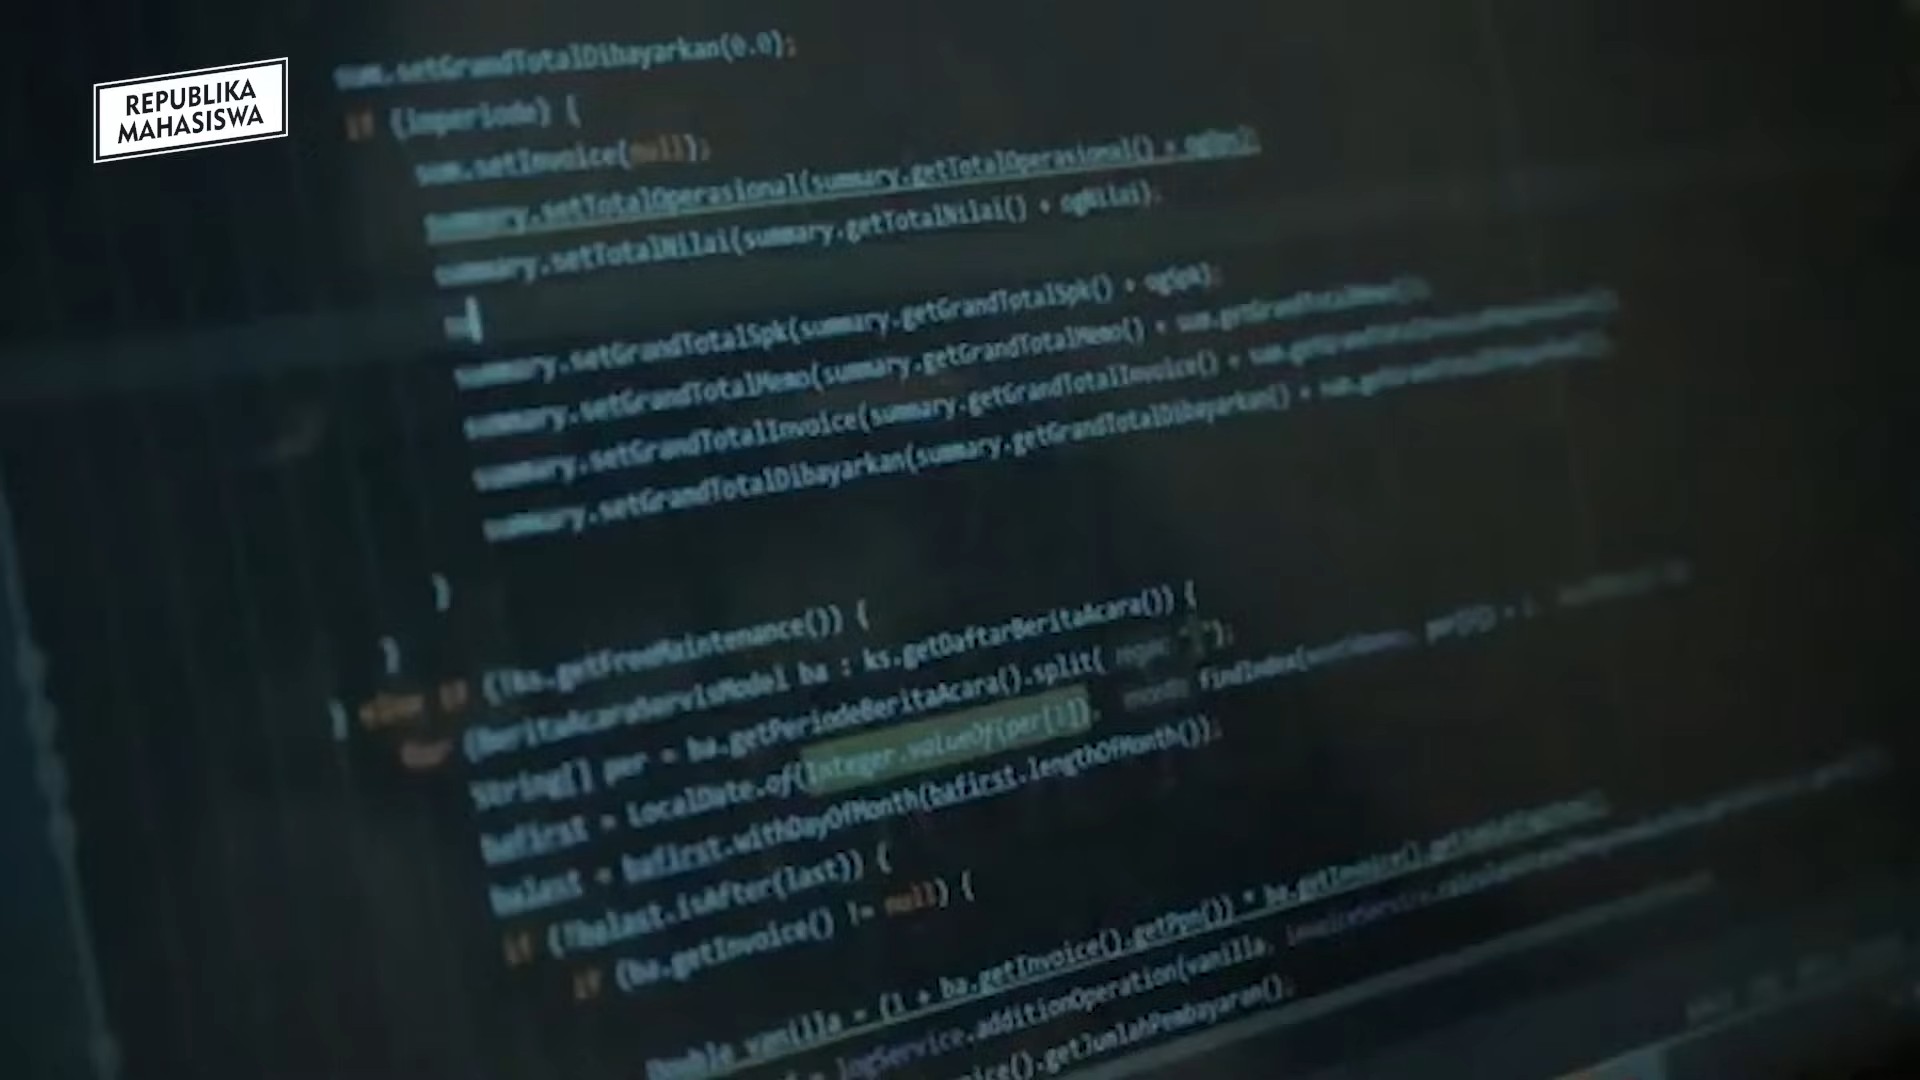 REPUBLIKA
MAHASISWA
sum.setGrandTotalDibayarkan(0.0);
if (inperiode) {
sum.setInvoice(null);
summary.setTotalOperasional(summary.getTotalOperasional() + ogOps);
summary.setTotalNilai(summary.getTotalNilai() + ogNilai);
summary.setGrandTotalSpk(summary.getGrandTotalSpk() + ogSpk);
summary.setGrandTotalMemo(summary.getGrandTotalMemo() + sum.getGrandTotalMemo());
summary.setGrandTotalInvoice(summary.getGrandTotalInvoice() +
summary.setGrandTotalDibayarkan(summary.getGrandTotalDibayarkan() + sum.getGrandTotalDibayarkan());
}
}
} else if (!ks.getFreeMaintenance()) {
for (BeritaAcaraServisModel ba : ks.getDaftarBeritaAcara()) {
String[] per = ba.getPeriodeBeritaAcara().split(
bafirst = LocalDate.of(Integer.valueOf(per[1]), month: findIndex(
balast = bafirst.withDayOfMonth(bafirst.lengthOfMonth());
if (!balast.isAfter(last)) {
if (ba.getInvoice() != null) {
Double vanilla = (1 + ba.getInvoice().getPpn()) * ba.getInvoice().
logService.additionOperation(vanilla,
.getJumlahPembayaran();